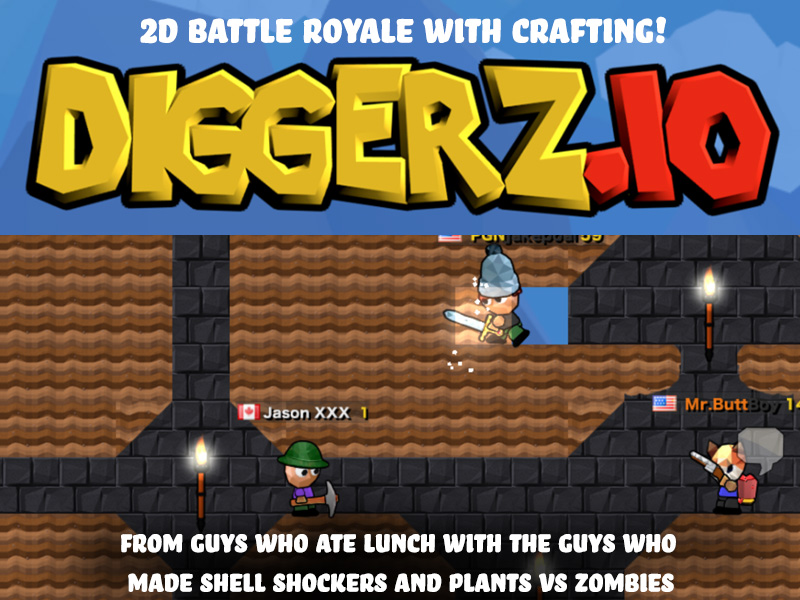 2D BATTLE ROYALE WITH CRAFTING!
DIGGERZ.IO
Jason XXX 1
Mr.ButtBoy 14
FROM GUYS WHO ATE LUNCH WITH THE GUYS WHO
MADE SHELL SHOCKERS AND PLANTS VS ZOMBIES